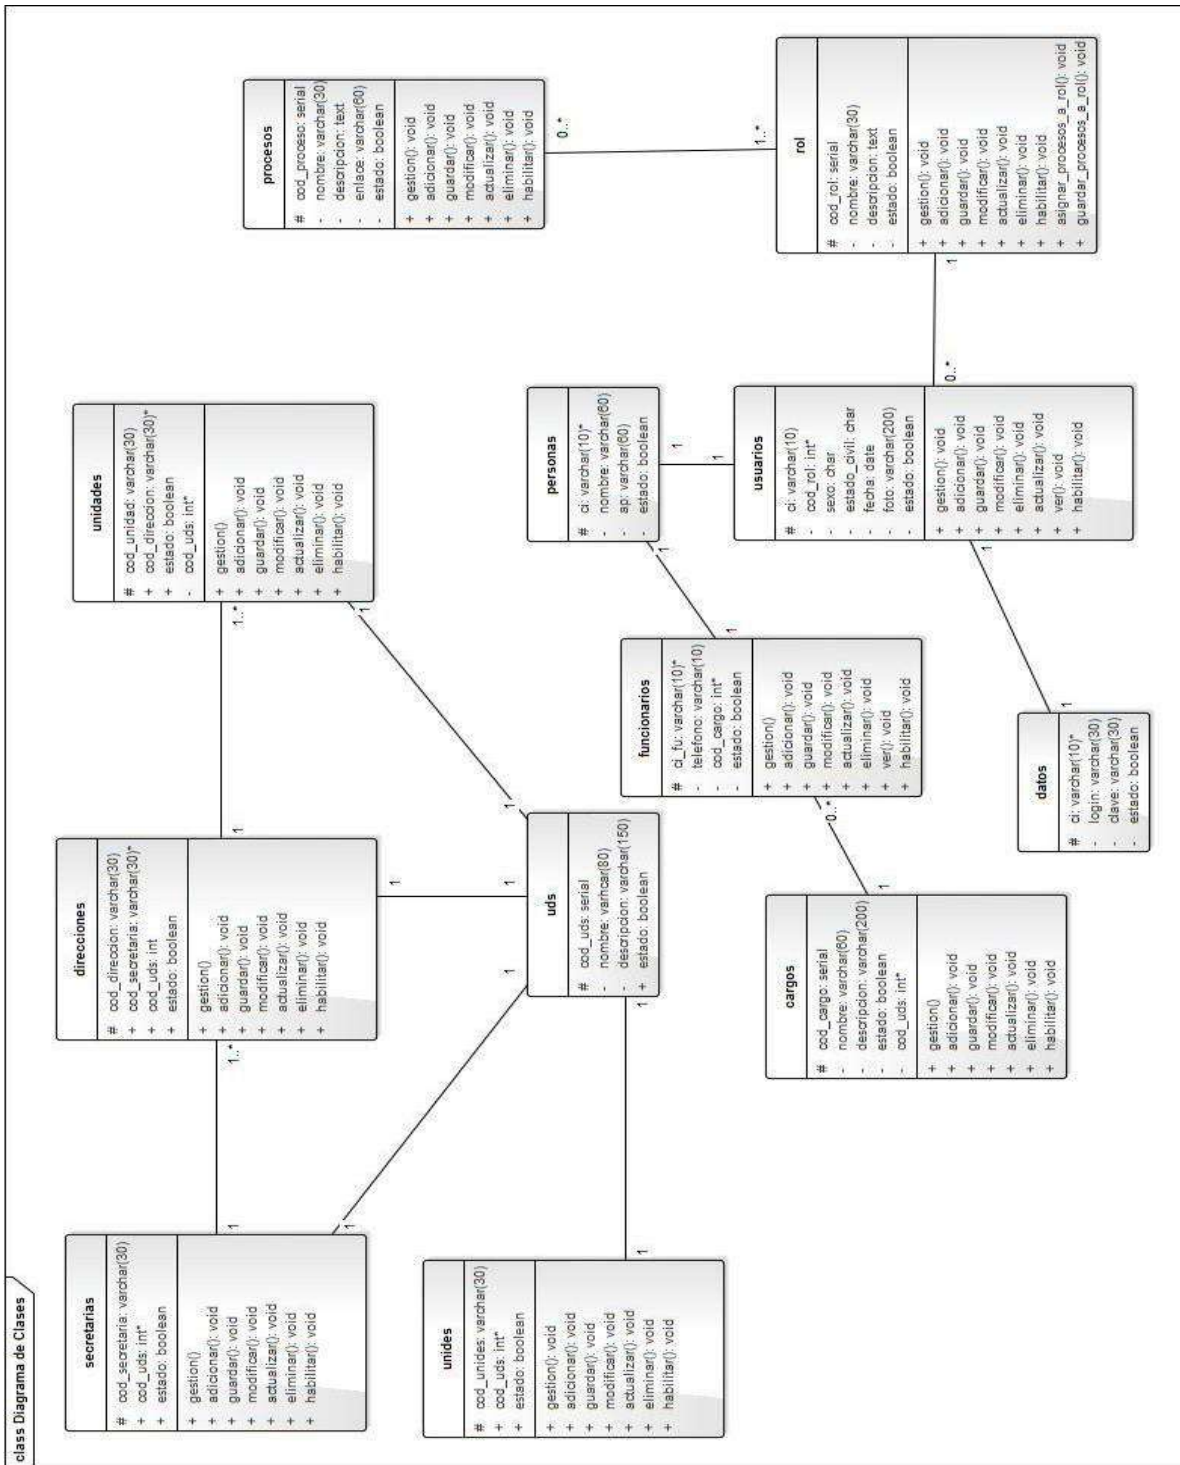 class Diagrama de Clases
secretarias
# cod_secretaria: varchar(30)
+ cod_uds: int*
+ estado: boolean
+ gestion()
+ adicionar(): void
+ guardar(): void
+ modificar(): void
+ actualizar(): void
+ eliminar(): void
+ habilitar(): void
1
1..*
direcciones
# cod_direccion: varchar(30)
+ cod_secretaria: varchar(30)*
+ cod_uds: int
+ estado: boolean
+ gestion()
+ adicionar(): void
+ guardar(): void
+ modificar(): void
+ actualizar(): void
+ eliminar(): void
+ habilitar(): void
1
1..*
unidades
# cod_unidad: varchar(30)
+ cod_direccion: varchar(30)*
+ estado: boolean
- cod_uds: int*
+ gestion()
+ adicionar(): void
+ guardar(): void
+ modificar(): void
+ actualizar(): void
+ eliminar(): void
+ habilitar(): void
1
1
1
1
1
1
procesos
# cod_proceso: serial
- nombre: varchar(30)
- descripcion: text
- enlace: varchar(60)
- estado: boolean
+ gestion(): void
+ adicionar(): void
+ guardar(): void
+ modificar(): void
+ actualizar(): void
+ eliminar(): void
+ habilitar(): void
0..*
1..*
unides
# cod_unides: varchar(30)
+ cod_uds: int*
+ estado: boolean
+ gestion(): void
+ adicionar(): void
+ guardar(): void
+ modificar(): void
+ actualizar(): void
+ eliminar(): void
+ habilitar(): void
1
1
uds
# cod_uds: serial
- nombre: varhcar(80)
- descripcion: varchar(150)
+ estado: boolean
personas
# ci: varchar(10)*
- nombre: varchar(60)
- ap: varchar(60)
- estado: boolean
1
1
1
1
funcionarios
# ci_fu: varchar(10)*
- telefono: varchar(10)
- cod_cargo: int*
- estado: boolean
+ gestion()
+ adicionar(): void
+ guardar(): void
+ modificar(): void
+ actualizar(): void
+ eliminar(): void
+ ver(): void
+ habilitar(): void
0..*
1
cargos
# cod_cargo: serial
- nombre: varchar(60)
- descripcion: varchar(200)
- estado: boolean
- cod_uds: int*
+ gestion()
+ adicionar(): void
+ guardar(): void
+ modificar(): void
+ actualizar(): void
+ eliminar(): void
+ habilitar(): void
usuarios
# ci: varchar(10)
- cod_rol: int*
- sexo: char
- estado_civil: char
- fecha: date
- foto: varchar(200)
- estado: boolean
+ gestion(): void
+ adicionar(): void
+ guardar(): void
+ modificar(): void
+ eliminar(): void
+ actualizar(): void
+ ver(): void
+ habilitar(): void
0..*
1
rol
# cod_rol: serial
- nombre: varchar(30)
- descripcion: text
- estado: boolean
+ gestion(): void
+ adicionar(): void
+ guardar(): void
+ modificar(): void
+ actualizar(): void
+ eliminar(): void
+ habilitar(): void
+ asignar_procesos_a_rol(): void
+ guardar_procesos_a_rol(): void
1
1
datos
# ci: varchar(10)*
- login: varchar(30)
- clave: varchar(30)
- estado: boolean